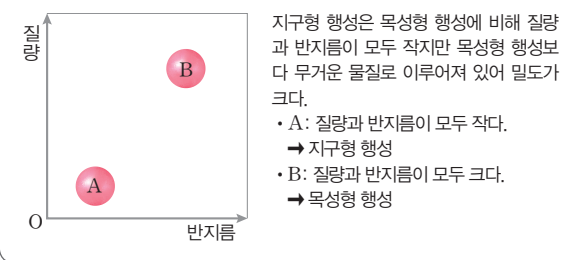 질량
B
A
O
반지름
지구형 행성은 목성형 행성에 비해 질량
과 반지름이 모두 작지만 목성형 행성보
다 무거운 물질로 이루어져 있어 밀도가
크다.
• A: 질량과 반지름이 모두 작다.
➡ 지구형 행성
• B: 질량과 반지름이 모두 크다.
➡ 목성형 행성